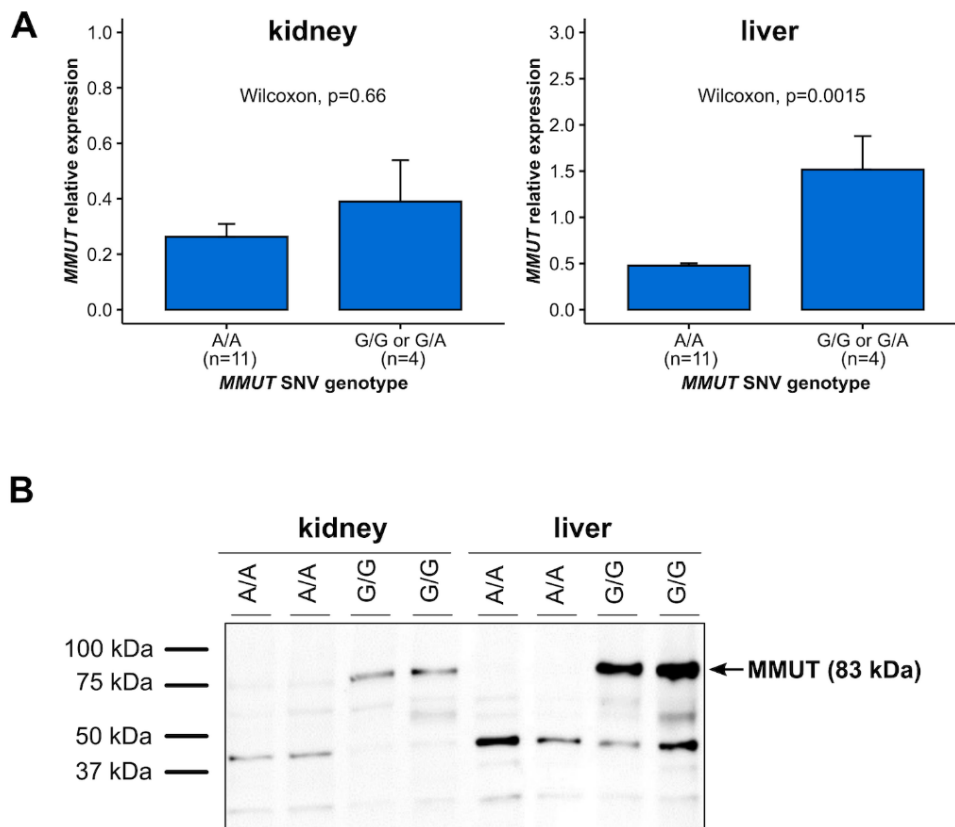 A
kidney
Wilcoxon, p=0.66
MMUT relative expression
1.0
0.8
0.6
0.4
0.2
0.0
A/A
(n=11)
G/G or G/A
(n=4)
MMUT SNV genotype
liver
Wilcoxon, p=0.0015
MMUT relative expression
3.0
2.5
2.0
1.5
1.0
0.5
0.0
A/A
(n=11)
G/G or G/A
(n=4)
MMUT SNV genotype
B
kidney
liver
A/A
A/A
G/G
G/G
A/A
A/A
G/G
G/G
100 kDa
75 kDa
50 kDa
37 kDa
MMUT (83 kDa)